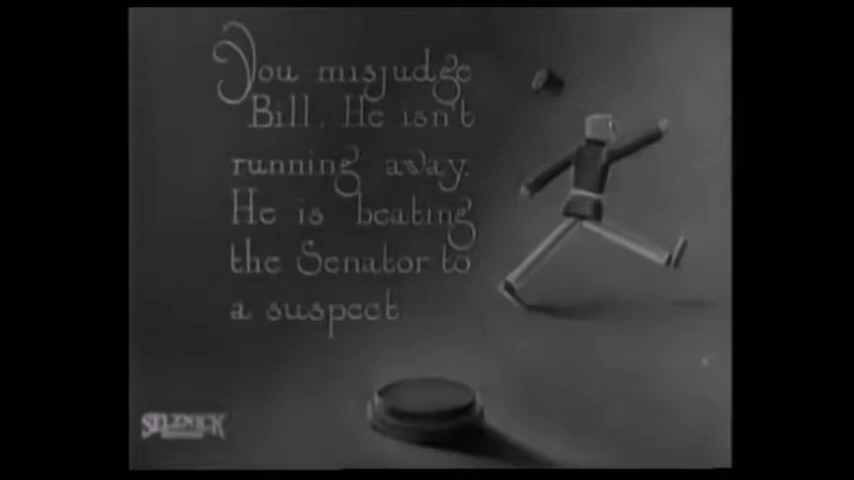 You misjudge
Bill. He isn't
running away.
He is beating
the Senator to
a suspect
SELZNICK